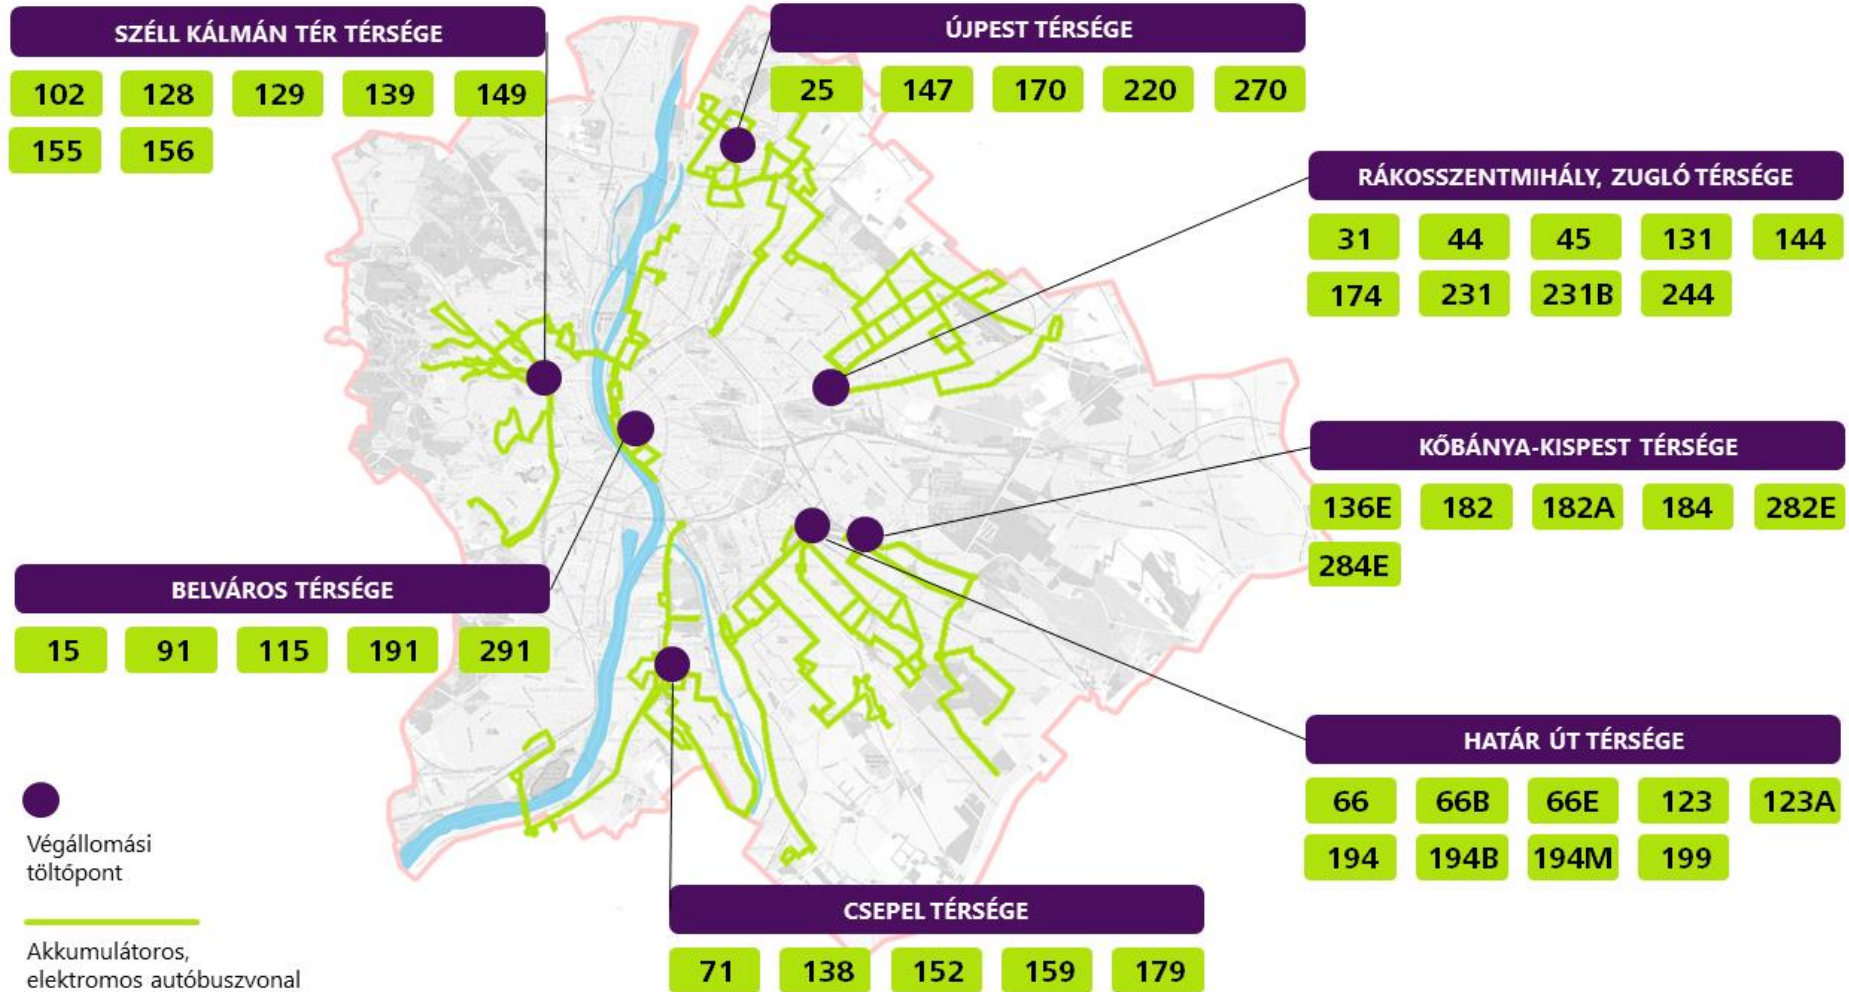 SZÉLL KÁLMÁN TÉR TÉRSÉGE
102 128 129 139 149
155 156
ÚJPEST TÉRSÉGE
25 147 170 220 270
RÁKOSSZENTMIHÁLY, ZUGLÓ TÉRSÉGE
31 44 45 131 144
174 231 231B 244
KŐBÁNYA-KISPEST TÉRSÉGE
136E 182 182A 184 282E
284E
BELVÁROS TÉRSÉGE
15 91 115 191 291
HATÁR ÚT TÉRSÉGE
66 66B 66E 123 123A
194 194B 194M 199
CSEPEL TÉRSÉGE
71 138 152 159 179
Végállomási
töltőpont
Akkumulátoros,
elektromos autóbuszvonal